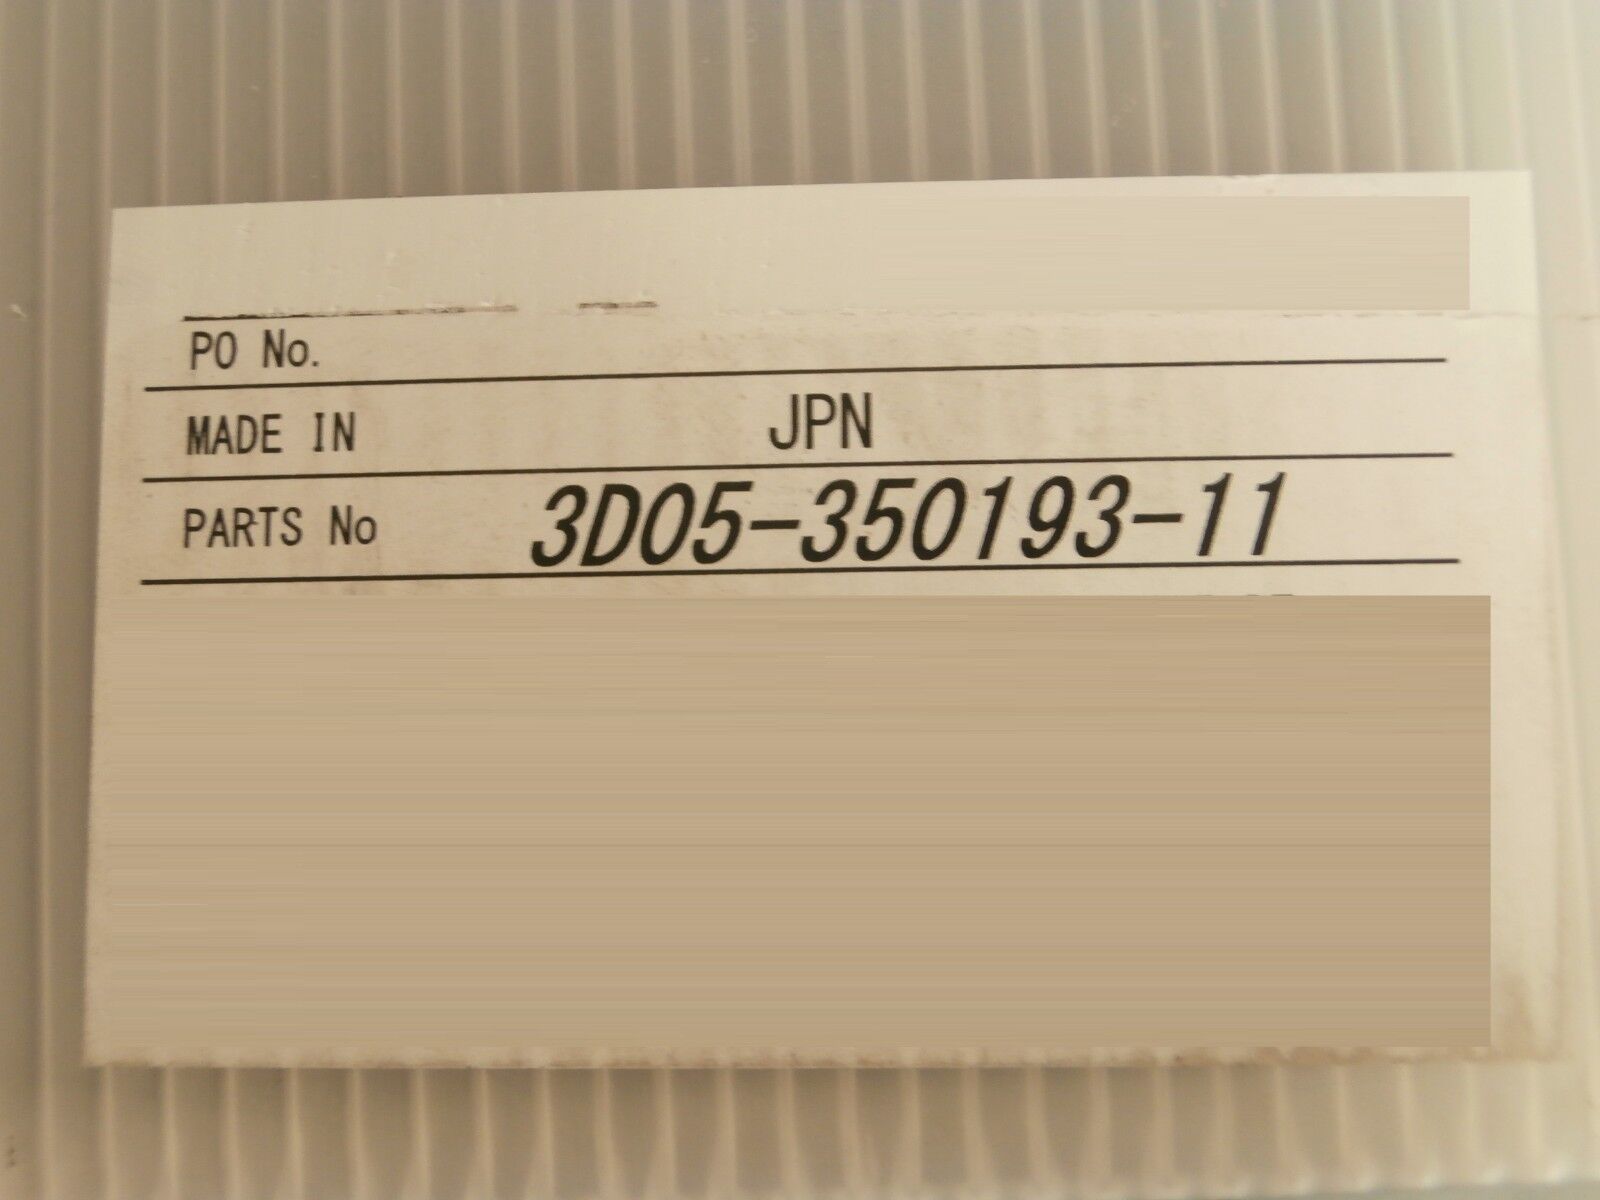 PO No.
MADE IN JPN
PARTS No 3D05-350193-11